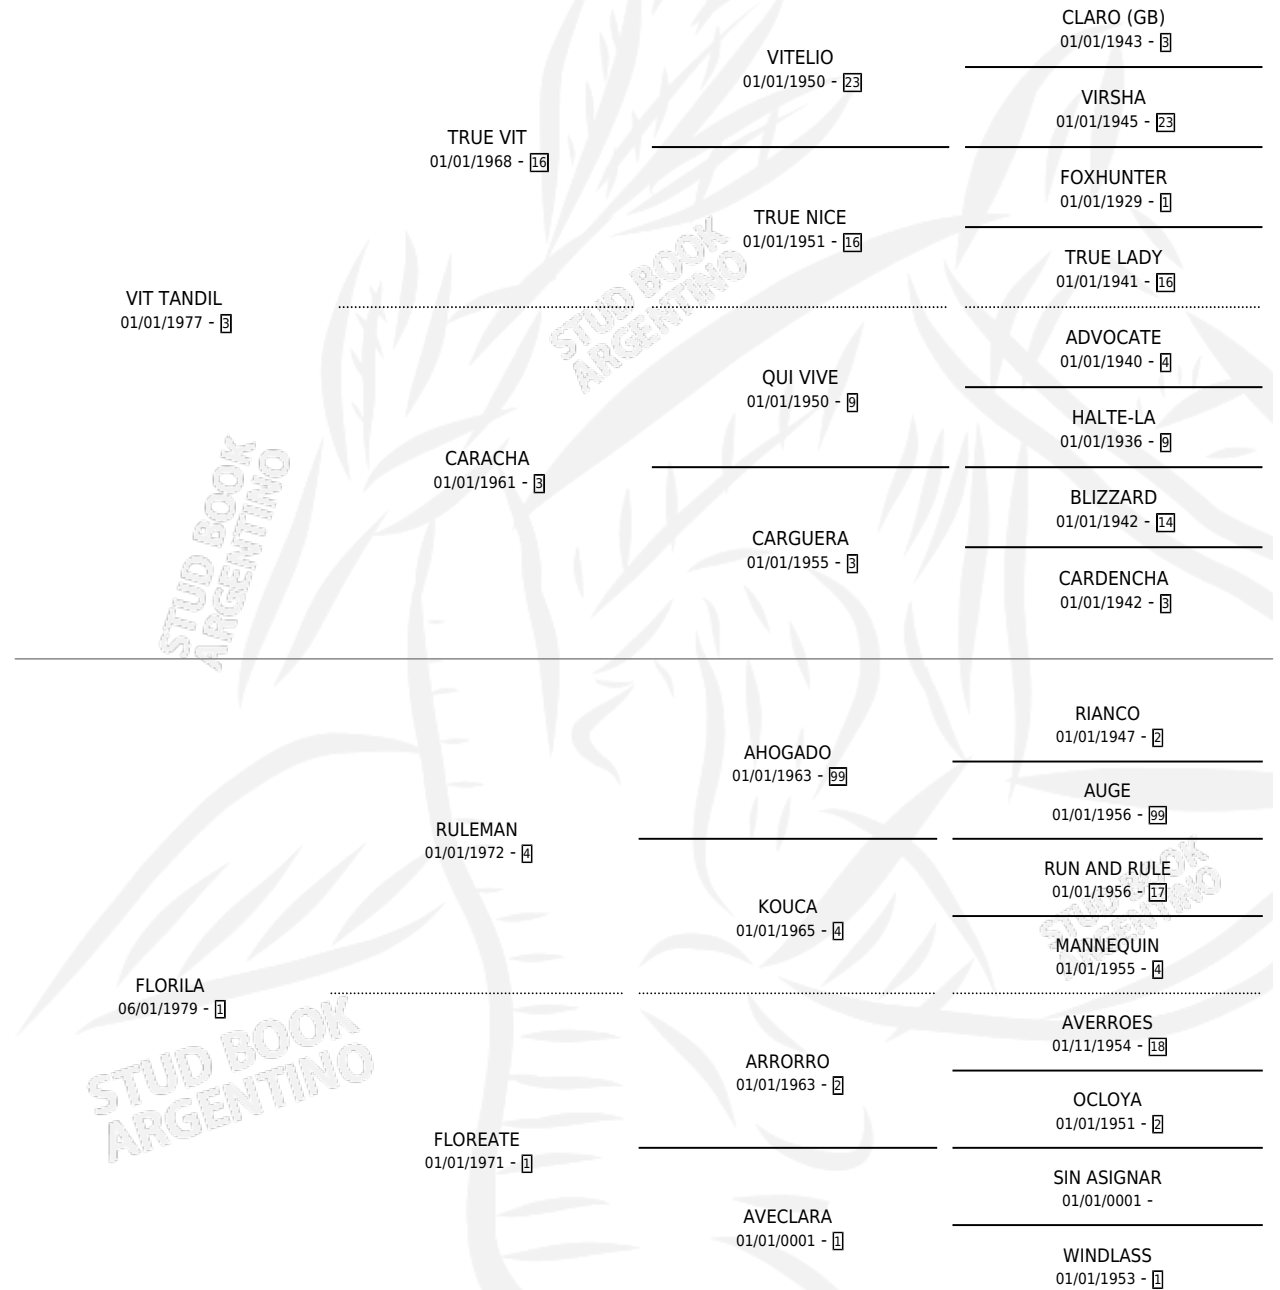 CLARO (GB)
01/01/1943 - 3
VITELIO
01/01/1950 - 23
VIRSHA
01/01/1945 - 23
TRUE VIT
01/01/1968 - 16
FOXHUNTER
01/01/1929 - 1
TRUE NICE
01/01/1951 - 16
TRUE LADY
01/01/1941 - 16
VIT TANDIL
01/01/1977 - 3
ADVOCATE
01/01/1940 - 4
QUI VIVE
01/01/1950 - 9
HALTE-LA
01/01/1936 - 9
CARACHA
01/01/1961 - 3
BLIZZARD
01/01/1942 - 14
CARGUERA
01/01/1955 - 3
CARDENCHA
01/01/1942 - 3
STUD BOOK
ARGENTINO
STUD BOOK
ARGENTINO
RIANCO
01/01/1947 - 2
AHOGADO
01/01/1963 - 99
AUGE
01/01/1956 - 99
RULEMAN
01/01/1972 - 4
RUN AND RULE
01/01/1956 - 17
KOUCA
01/01/1965 - 4
MANNEQUIN
01/01/1955 - 4
FLORILA
06/01/1979 - 1
AVERROES
01/11/1954 - 18
ARRORRO
01/01/1963 - 2
OCLOYA
01/01/1951 - 2
FLOREATE
01/01/1971 - 1
SIN ASIGNAR
01/01/0001 -
AVECLARA
01/01/0001 - 1
WINDLASS
01/01/1953 - 1
STUD BOOK
ARGENTINO
STUD BOOK
ARGENTINO